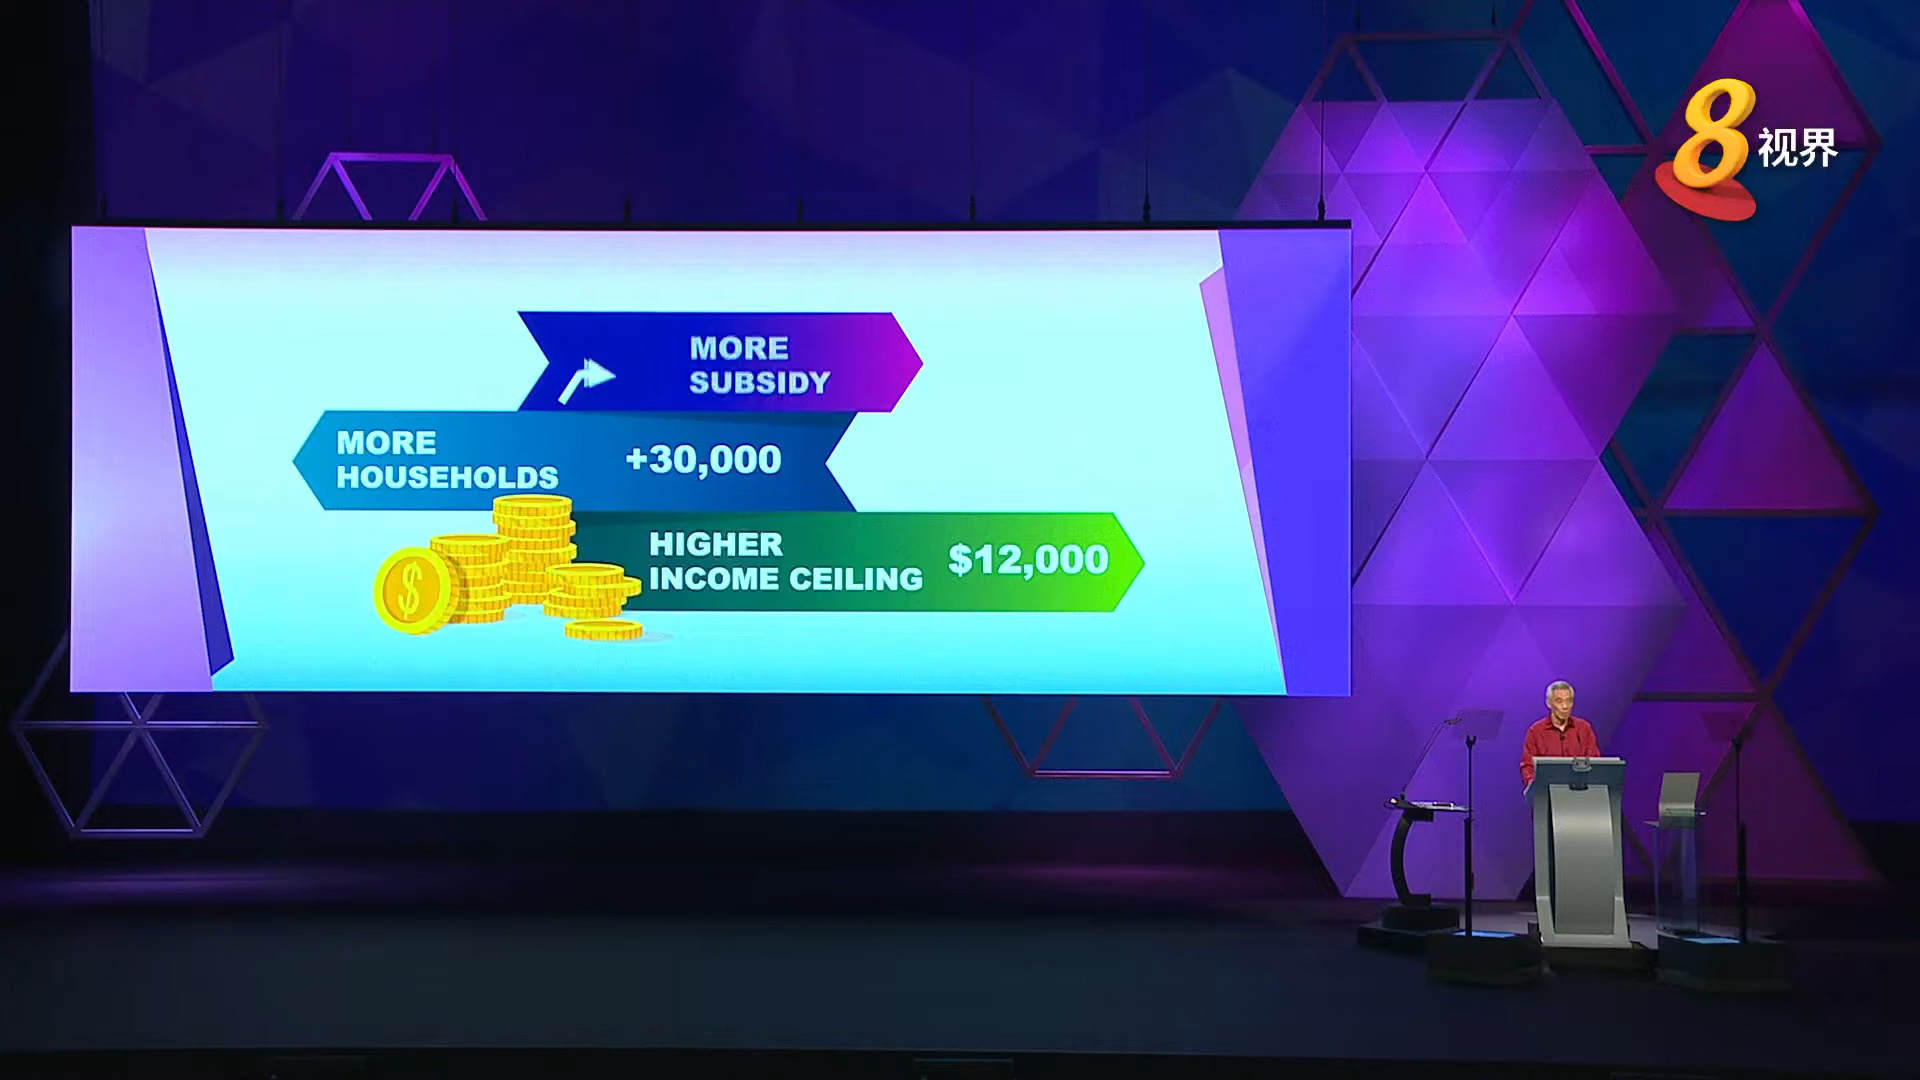 8视界
MORE
SUBSIDY
MORE
HOUSEHOLDS
+30,000
HIGHER
INCOME CEILING
$12,000
$